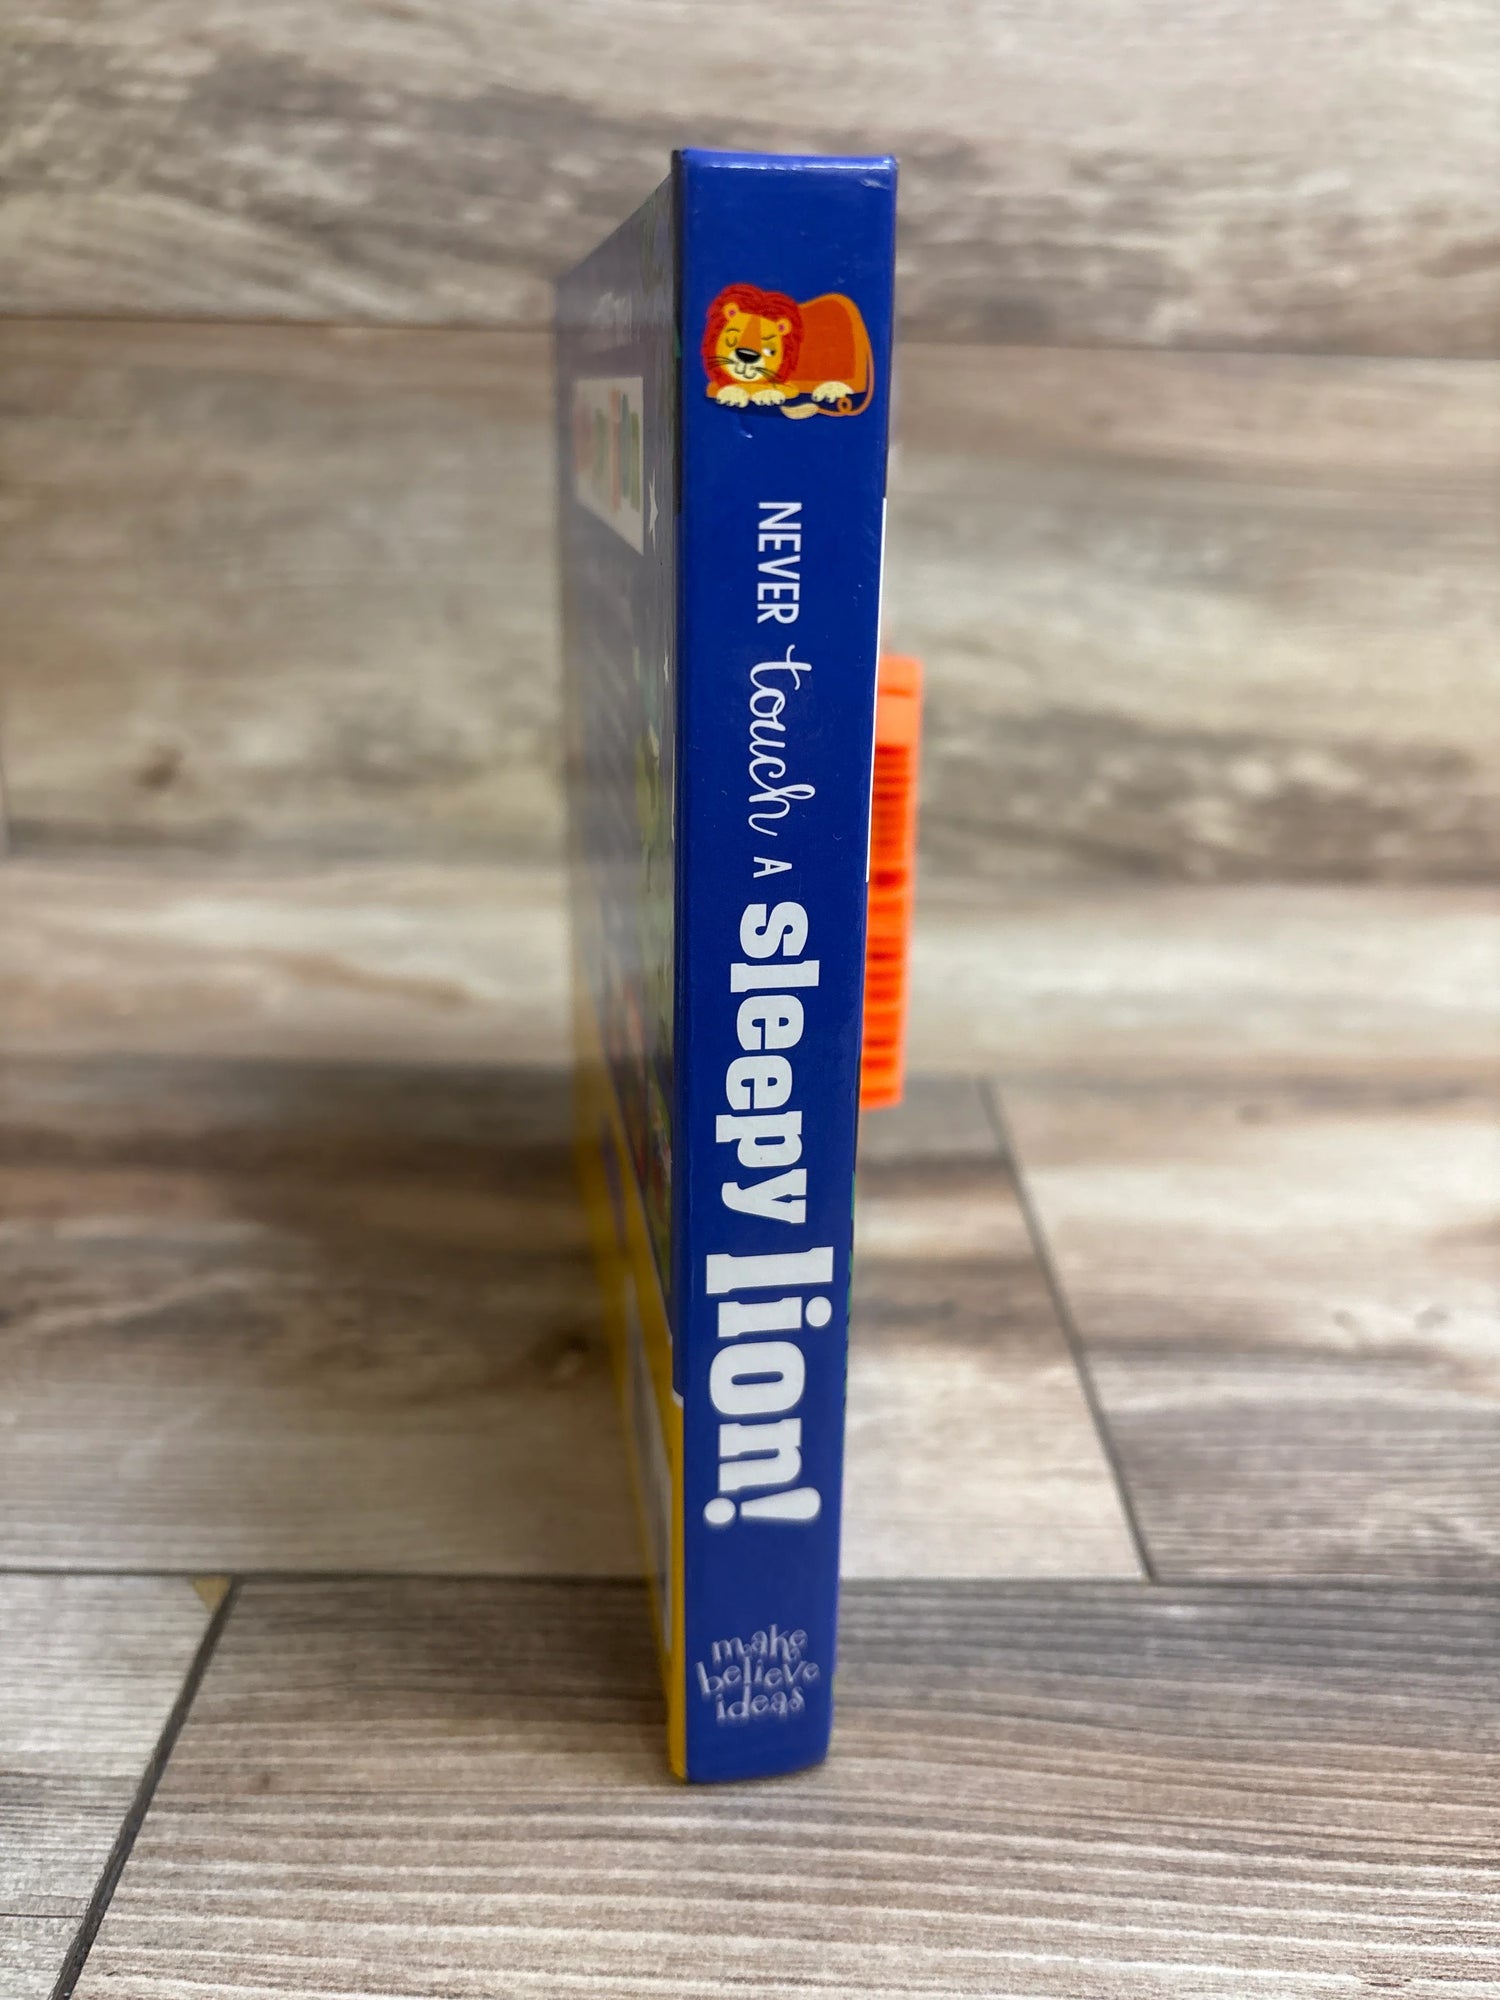 NEVER touch A sleepy lion!
make
believe
ideas